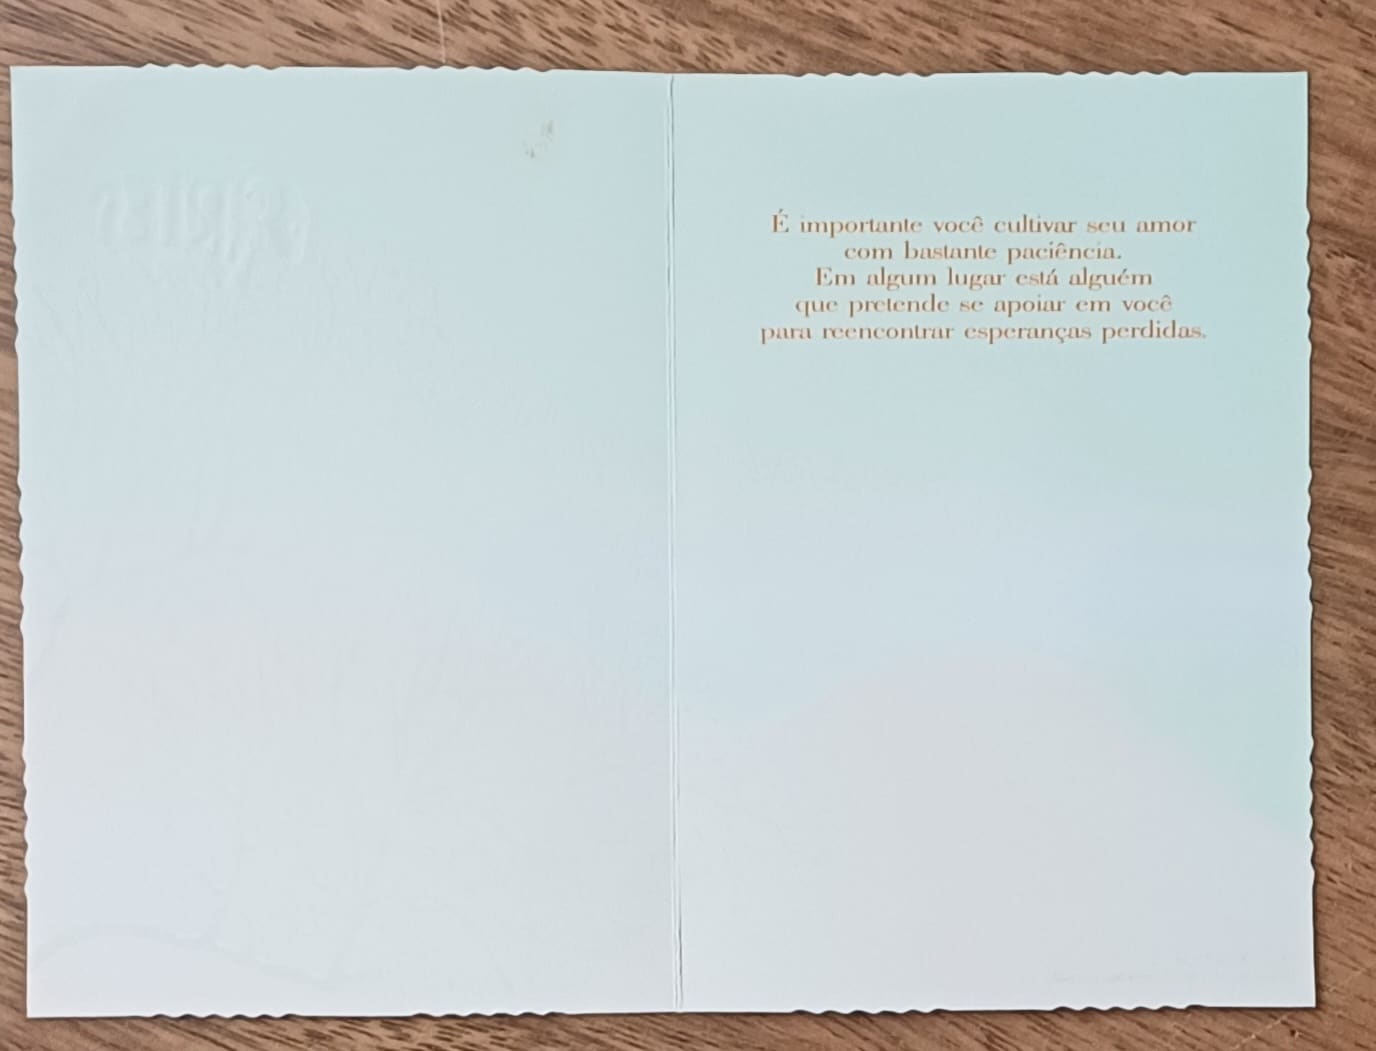 É importante você cultivar seu amor
com bastante paciência.
Em algum lugar está alguém
que pretende se apoiar em você
para reencontrar esperanças perdidas.